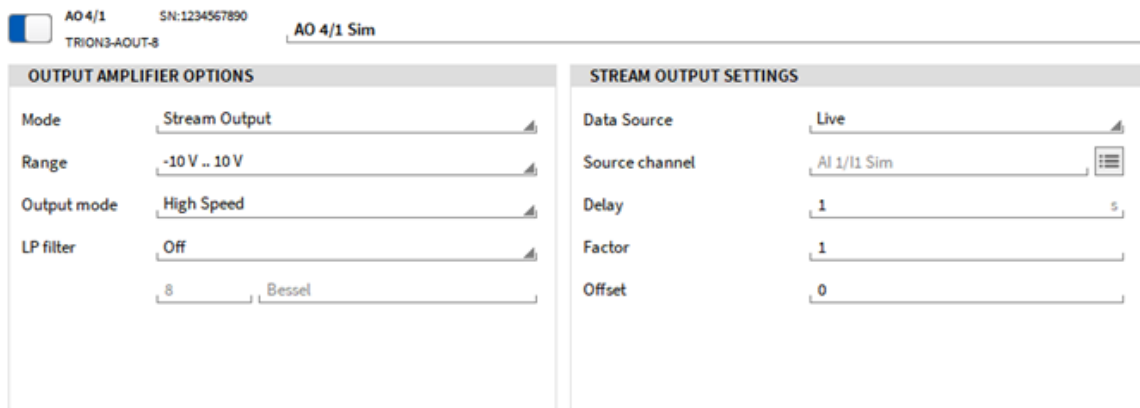 AO 4/1 SN:1234567890
TRION3-AOUT-8
AO 4/1 Sim
OUTPUT AMPLIFIER OPTIONS
Mode Stream Output
Range -10 V .. 10 V
Output mode High Speed
LP filter Off
8 Bessel
STREAM OUTPUT SETTINGS
Data Source Live
Source channel AI 1/I1 Sim
Delay 1 s
Factor 1
Offset 0